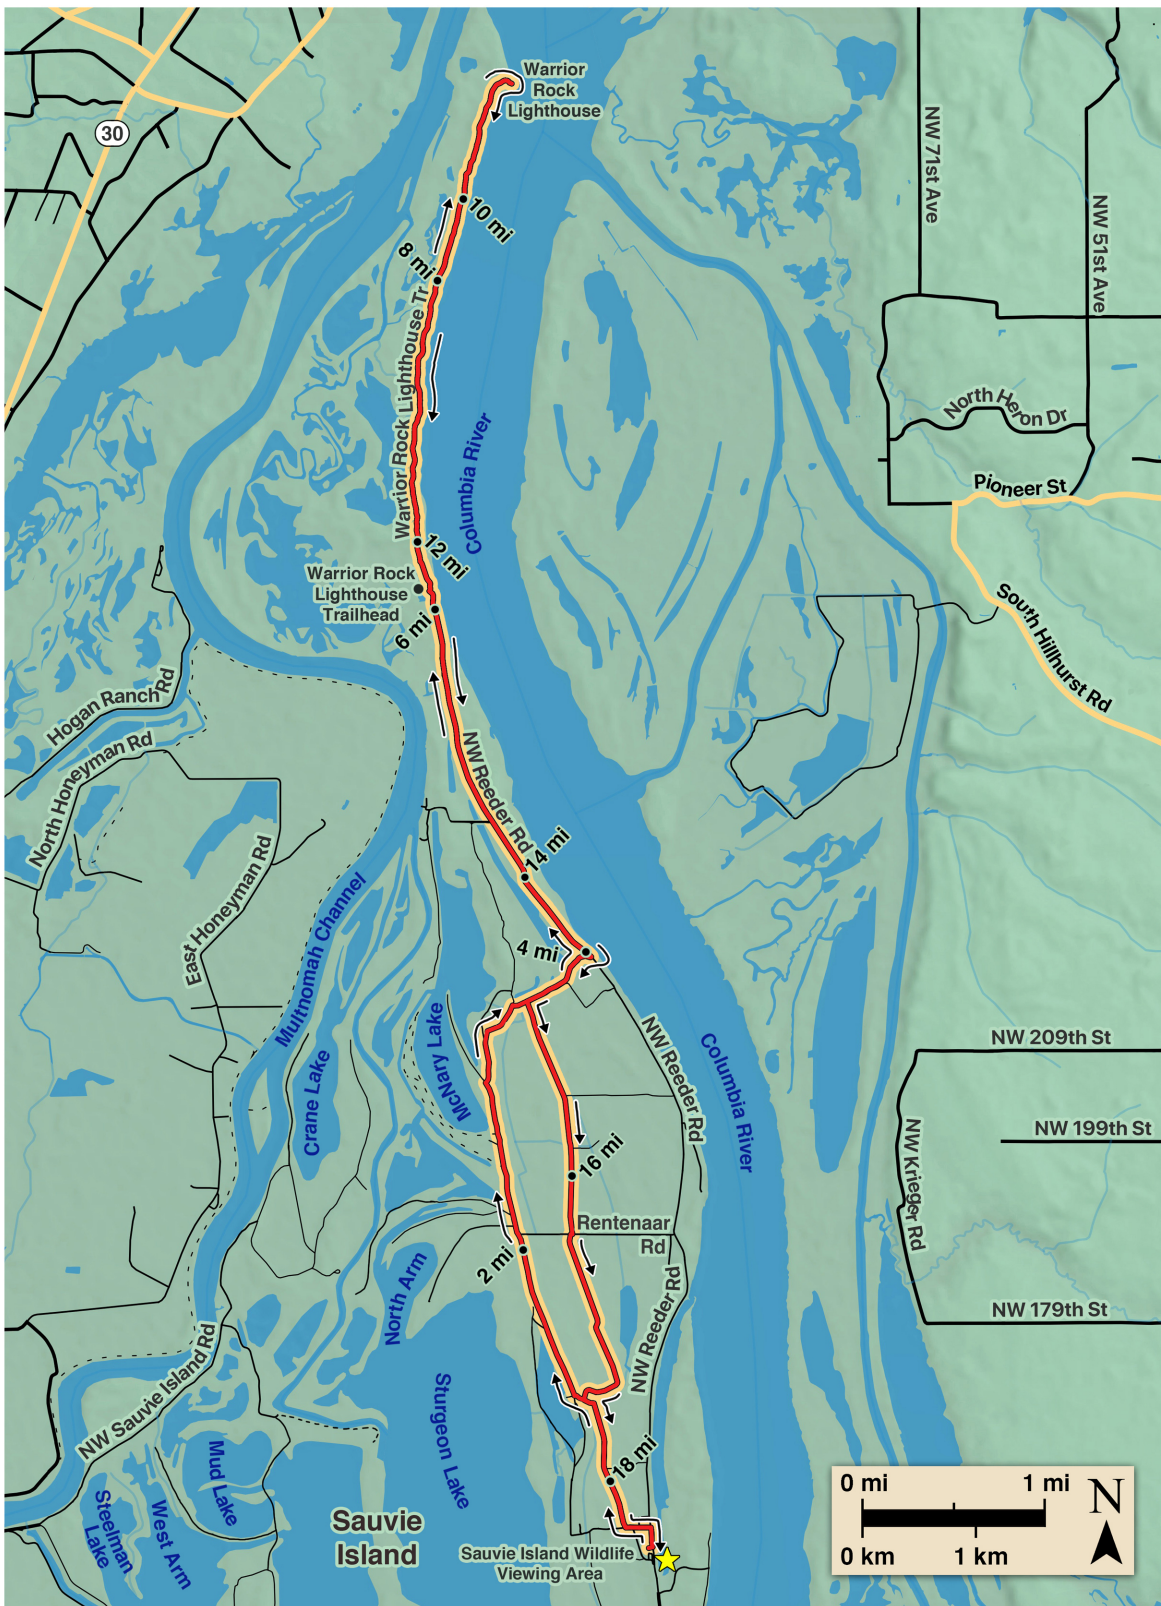 Warrior
Rock
Lighthouse
30
NW 71st Ave
NW 51st Ave
10 mi
8 mi
Warrior Rock Lighthouse Tr
Columbia River
North Heron Dr
Pioneer St
12 mi
Warrior Rock
Lighthouse
Trailhead
6 mi
South Hillhurst Rd
Hogan Ranch Rd
North Honeyman Rd
NW Reeder Rd
14 mi
East Honeyman Rd
Multnomah Channel
4 mi
McNary Lake
Crane Lake
NW Reeder Rd
Columbia River
NW 209th St
NW 199th St
NW Krieger Rd
16 mi
Rentenaar
Rd
2 mi
North Arm
NW Reeder Rd
NW 179th St
NW Sauvie Island Rd
Sturgeon Lake
18 mi
Mud Lake
West Arm
Steelman
Lake
Sauvie
Island
Sauvie Island Wildlife
Viewing Area
0 mi 1 mi
N
0 km 1 km